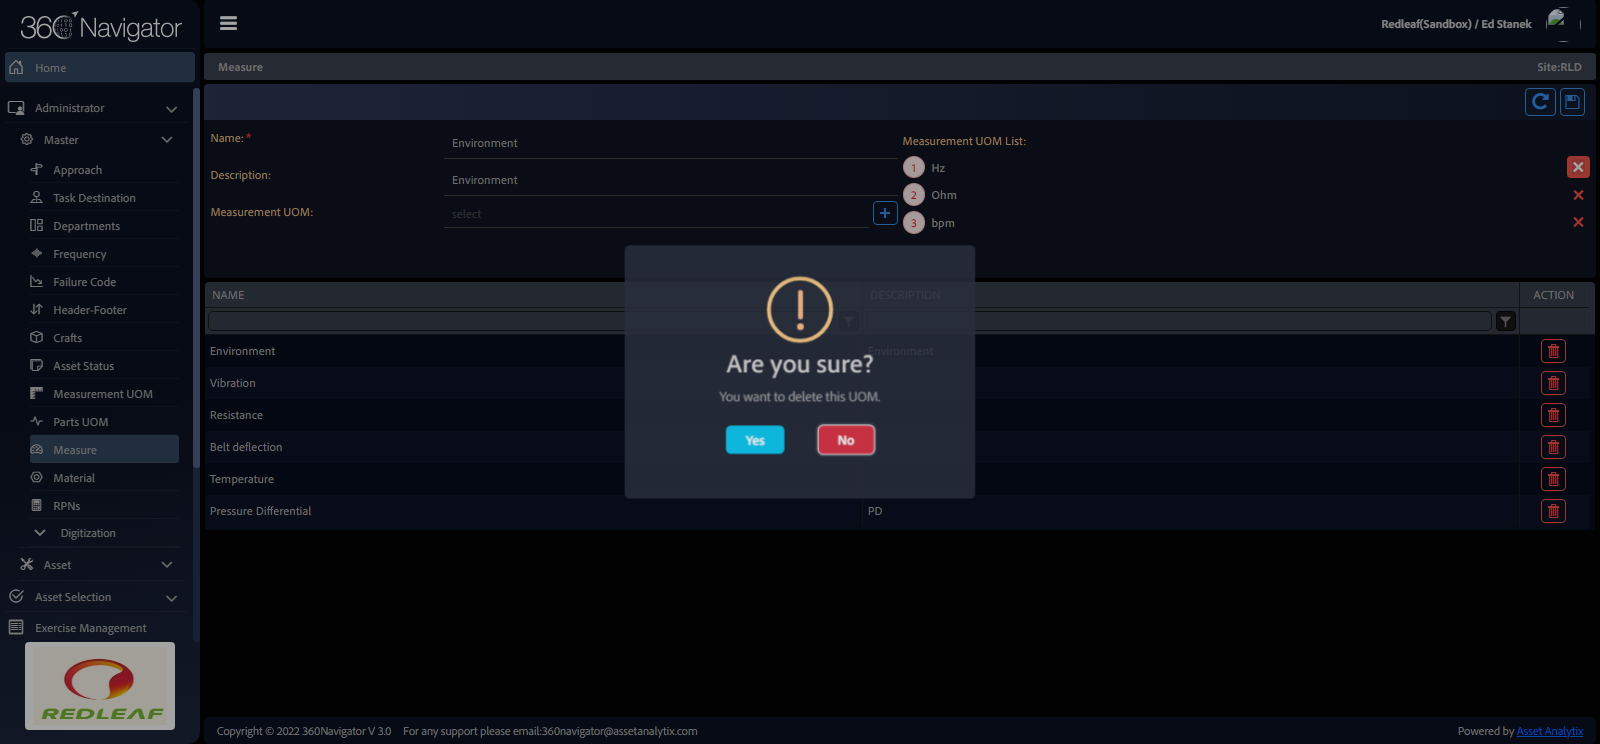 360 Navigator
Redleaf(Sandbox) / Ed Stanek
Home
Measure
Site:RLD
Administrator
Master
Approach
Task Destination
Departments
Frequency
Failure Code
Header-Footer
Crafts
Asset Status
Measurement UOM
Parts UOM
Measure
Material
RPNs
Digitization
Asset
Asset Selection
Exercise Management
REDLEAF
Name:*
Environment
Description:
Environment
Measurement UOM:
select
Measurement UOM List:
1 Hz
2 Ohm
3 bpm
NAME DESCRIPTION ACTION
Environment Environment
Vibration
Resistance
Belt deflection
Temperature
Pressure Differential PD
Are you sure?
You want to delete this UOM.
Yes No
Copyright © 2022 360Navigator V 3.0 For any support please email:360navigator@assetanalytix.com
Powered by Asset Analytix